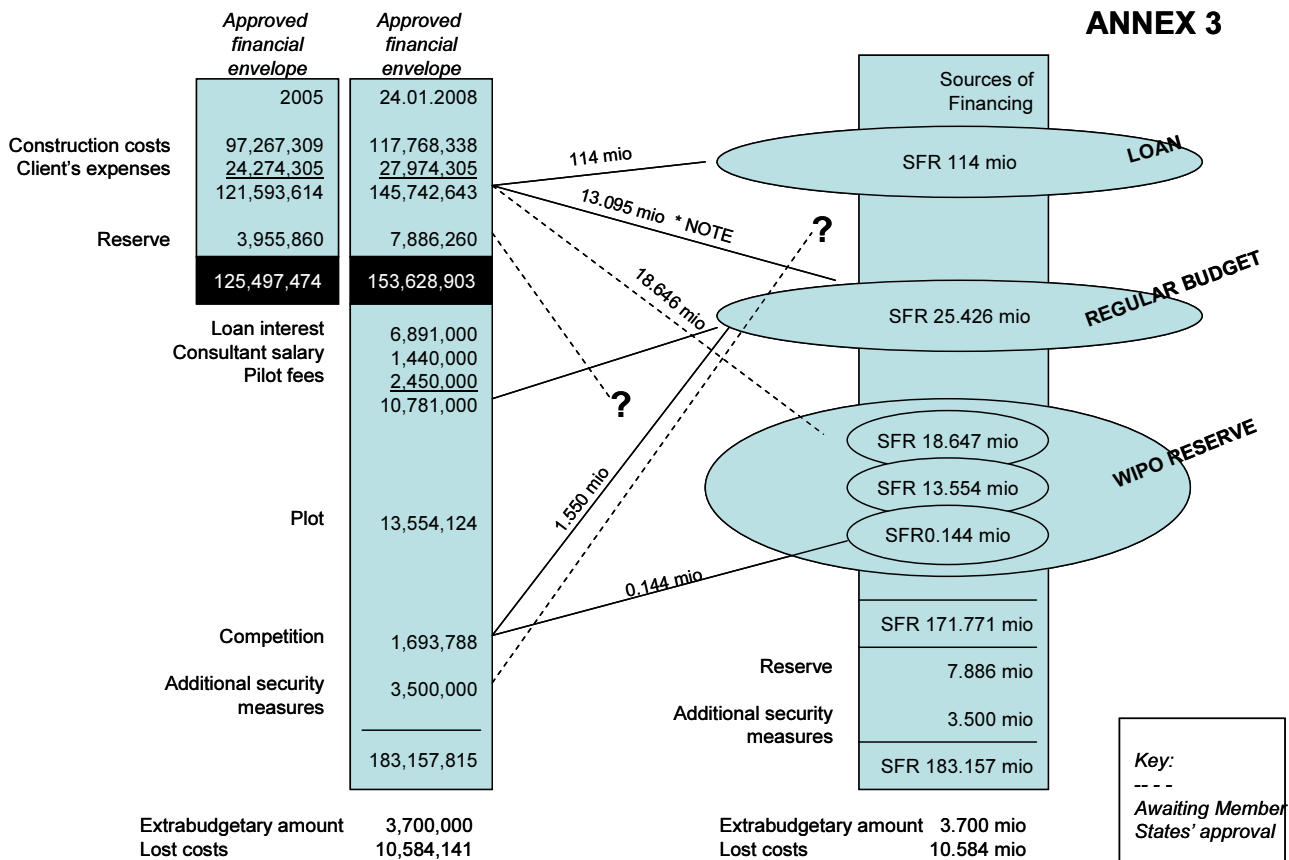 ANNEX 3
Approved
financial
envelope
2005
Approved
financial
envelope
24.01.2008
Construction costs 97,267,309 117,768,338
Client's expenses 24,274,305 27,974,305
121,593,614 145,742,643
Reserve 3,955,860 7,886,260
125,497,474 153,628,903
Loan interest 6,891,000
Consultant salary 1,440,000
Pilot fees 2,450,000
10,781,000
Plot 13,554,124
Competition 1,693,788
Additional security
measures 3,500,000
183,157,815
Extrabudgetary amount 3,700,000
Lost costs 10,584,141
114 mio
13.095 mio * NOTE
18.646 mio
?
?
1.550 mio
0.144 mio
Sources of
Financing
SFR 114 mio
LOAN
SFR 25.426 mio
REGULAR BUDGET
SFR 18.647 mio
SFR 13.554 mio
SFR0.144 mio
WIPO RESERVE
SFR 171.771 mio
Reserve 7.886 mio
Additional security
measures 3.500 mio
SFR 183.157 mio
Extrabudgetary amount 3.700 mio
Lost costs 10.584 mio
Key:
-- - -
Awaiting Member
States' approval